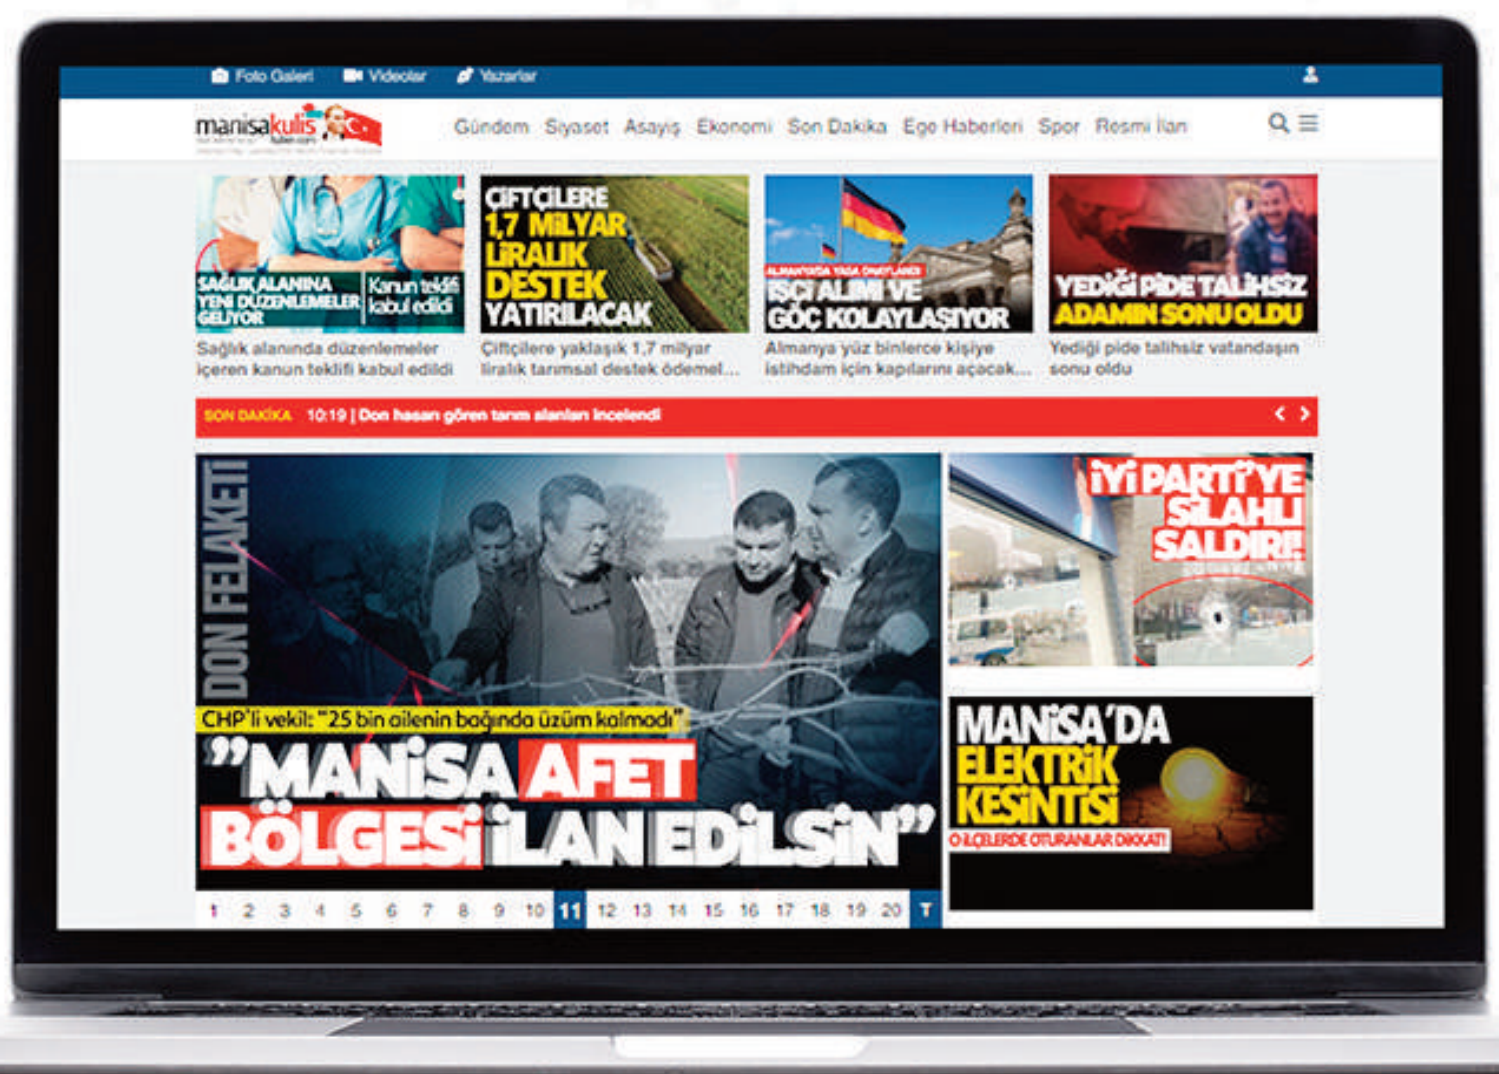 Foto Galeri Videolar Yazarlar
manisakulis
Gündem Siyaset Asayiş Ekonomi Son Dakika Ege Haberleri Spor Resmi İlan
SAĞLIK ALANINA
YENİ DÜZENLEMELER
GELİYOR
Kanun teklifi
kabul edildi
Sağlık alanında düzenlemeler
içeren kanun teklifi kabul edildi
ÇİFTÇİLERE
1,7 MİLYAR
LİRALIK
DESTEK
YATIRILACAK
Çiftçilere yaklaşık 1,7 milyar
liralık tarımsal destek ödemel...
ALMANYA'DA YASA ONAYLANDI
İŞÇİ ALIMI VE
GÖÇ KOLAYLAŞIYOR
Almanya yüz binlerce kişiye
istihdam için kapılarını açacak...
YEDİĞİ PİDE TALİHSİZ
ADAMIN SONU OLDU
Yediği pide talihsiz vatandaşın
sonu oldu
SON DAKİKA 10:19 | Don hasarı gören tarım alanları incelendi
DON FELAKETİ
CHP'li vekil: "25 bin ailenin bağında üzüm kalmadı"
"MANİSA AFET
BÖLGESİ İLAN EDİLSİN"
1 2 3 4 5 6 7 8 9 10 11 12 13 14 15 16 17 18 19 20 T
İYİ PARTİ'YE
SİLAHLI
SALDIRI!
MANİSA'DA
ELEKTRİK
KESİNTİSİ
O İLÇELERDE OTURANLAR DİKKAT!